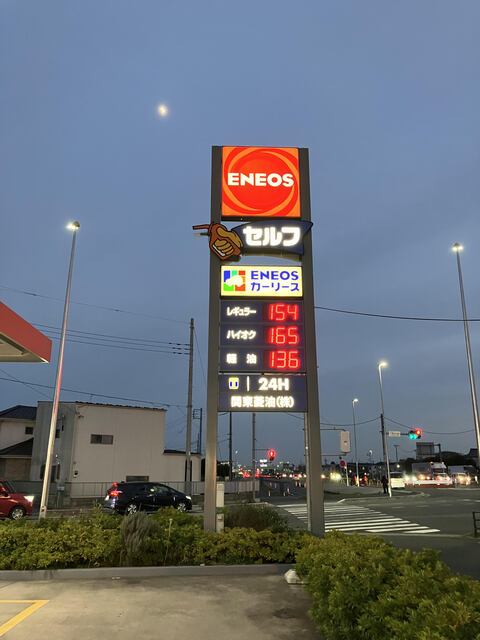 ENEOS
セルフ
ENEOS
カーリース
レギュラー 154
ハイオク 165
軽油 136
24H
関東菱油(株)